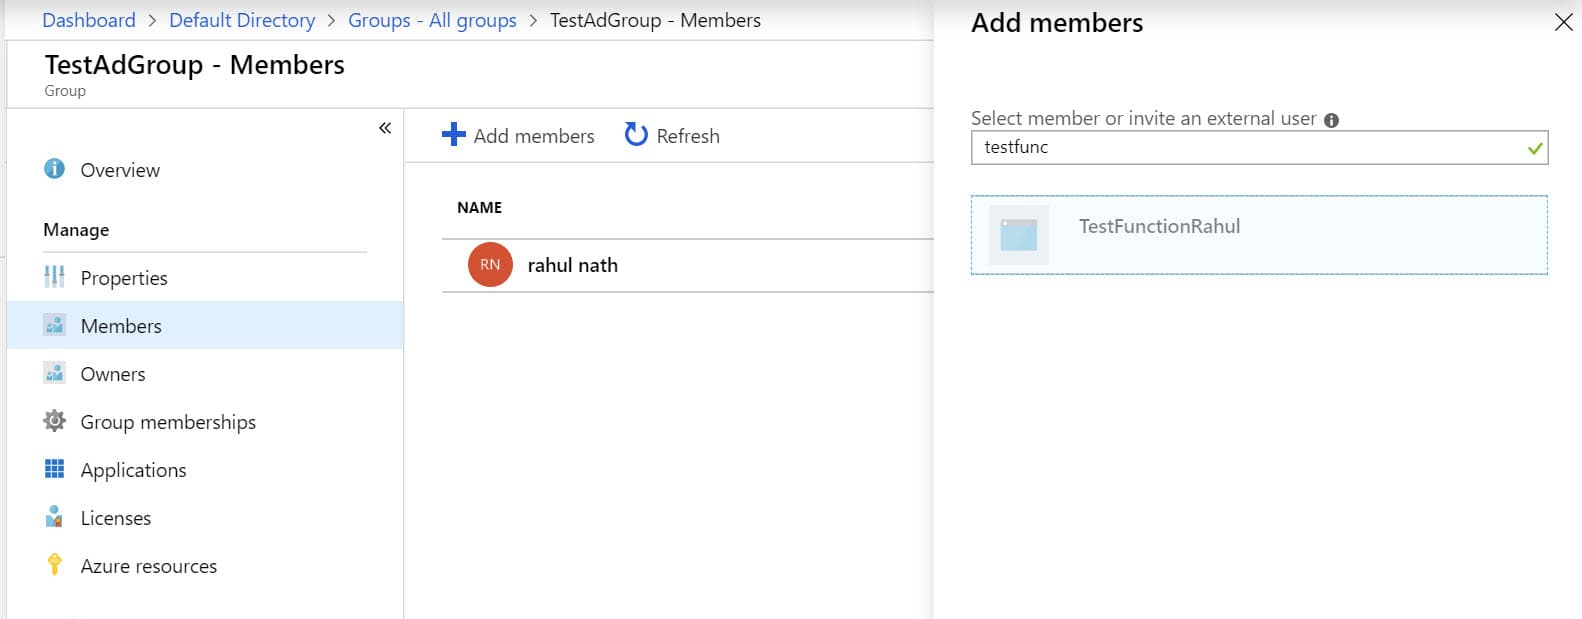 Dashboard > Default Directory > Groups - All groups > TestAdGroup - Members
TestAdGroup - Members
Group
«
Overview
Manage
Properties
Members
Owners
Group memberships
Applications
Licenses
Azure resources
Add members
Refresh
NAME
RN
rahul nath
Add members
Select member or invite an external user
testfunc
TestFunctionRahul